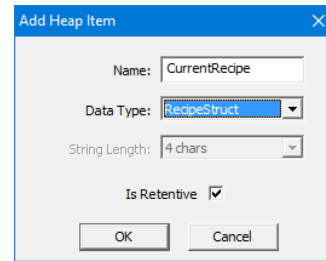 Add Heap Item
Name: CurrentRecipe
Data Type: RecipeStruct
String Length: 4 chars
Is Retentive
OK Cancel